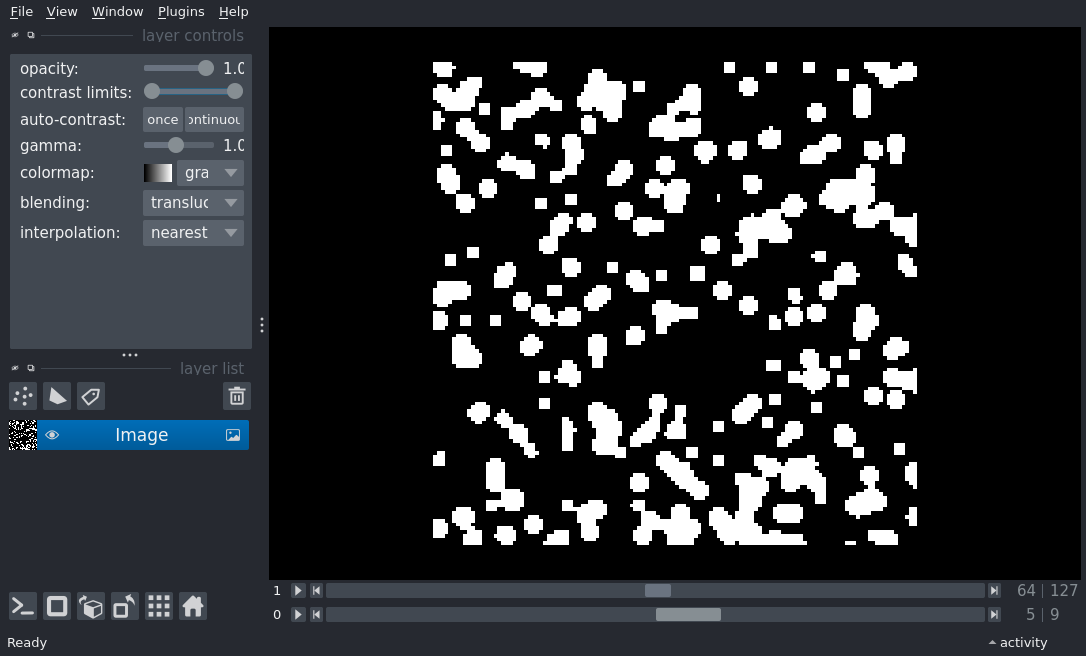 File View Window Plugins Help
layer controls
opacity: 1.0
contrast limits:
auto-contrast: once ontinuou
gamma: 1.0
colormap: gra
blending: transluc
interpolation: nearest
layer list
Image
1 64 | 127
0 5 | 9
Ready activity